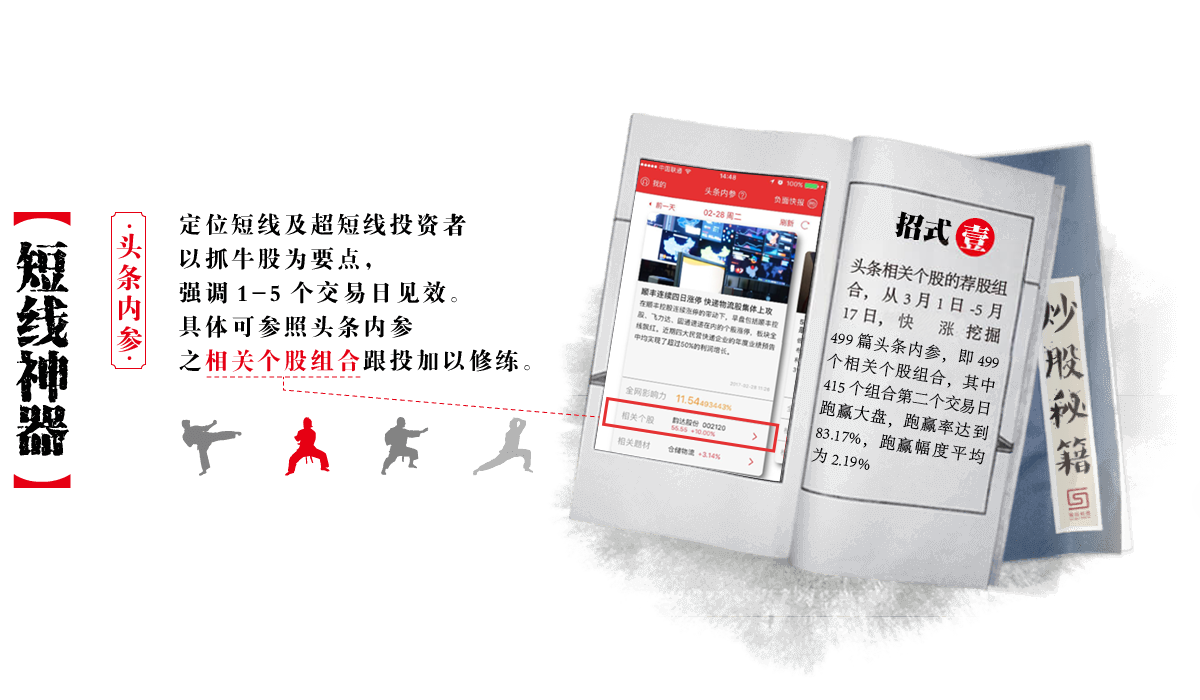 【短线神器】
·头条内参·
定位短线及超短线投资者
以抓牛股为要点，
强调1-5个交易日见效。
具体可参照头条内参
之相关个股组合跟投加以修练。
中国联通
14:48
100%
我的
头条内参
负面快报
前一天
02-28 周二
刷新
顺丰连续四日涨停 快递物流股集体上攻
在顺丰控股连续涨停的带动下，早盘包括顺丰控
股、飞力达、圆通速递在内的个股涨停，板块全
线飘红。近期四大民营快递企业的年度业绩预告
中均实现了超过50%的利润增长。
全网影响力 11.54493443%
相关个股 韵达股份 002120
55.55 +10.00%
相关题材 仓储物流 +3.14%
招式 壹
头条相关个股的荐股组
合，从3月1日-5月
17日，快 涨挖掘
499篇头条内参，即499
个相关个股组合，其中
415个组合第二个交易日
跑赢大盘，跑赢率达到
83.17%，跑赢幅度平均
为2.19%
炒股秘籍